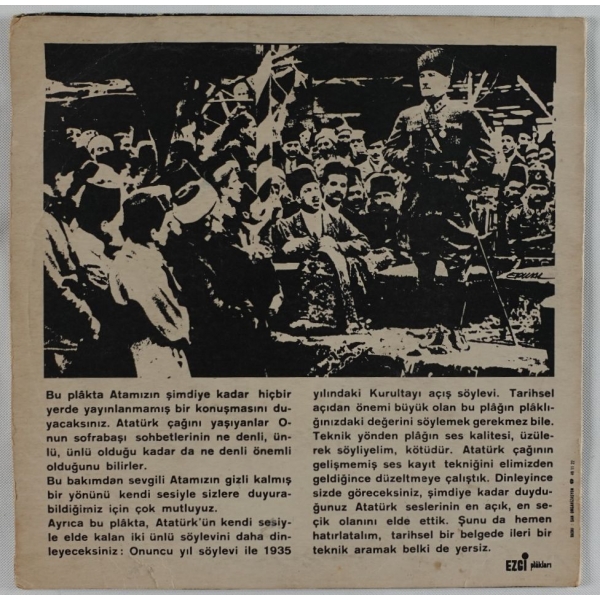 Erum
Bu plâkta Atamızın şimdiye kadar hiçbir
yerde yayınlanmamış bir konuşmasını du-
yacaksınız. Atatürk çağını yaşıyanlar O-
nun sofrabaşı sohbetlerinin ne denli, ün-
lü, ünlü olduğu kadar da ne denli önemli
olduğunu bilirler.
Bu bakımdan sevgili Atamızın gizli kalmış
bir yönünü kendi sesiyle sizlere duyura-
bildiğimiz için çok mutluyuz.
Ayrıca bu plâkta, Atatürk'ün kendi sesiy-
le elde kalan iki ünlü söylevini daha din-
leyeceksiniz : Onuncu yıl söylevi ile 1935
yılındaki Kurultayı açış söylevi. Tarihsel
açıdan önemi büyük olan bu plâğın plâklı-
ğınızdaki değerini söylemek gerekmez bile.
Teknik yönden plâğın ses kalitesi, üzüle-
rek söyliyelim, kötüdür. Atatürk çağının
gelişmemiş ses kayıt tekniğini elimizden
geldiğince düzeltmeye çalıştık. Dinleyince
sizde göreceksiniz, şimdiye kadar duydu-
ğunuz Atatürk seslerinin en açık, en se-
çik olanını elde ettik. Şunu da hemen
hatırlatalım, tarihsel bir belgede ileri bir
teknik aramak belki de yersiz.
EZGİ plâkları